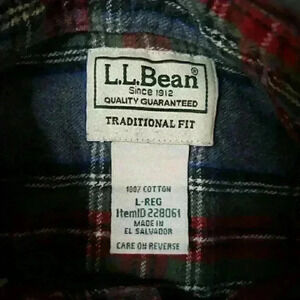 L.L.Bean®
Since 1912
QUALITY GUARANTEED
TRADITIONAL FIT
100% COTTON
L-REG
ItemID 228061
MADE IN
EL SALVADOR
CARE ON REVERSE